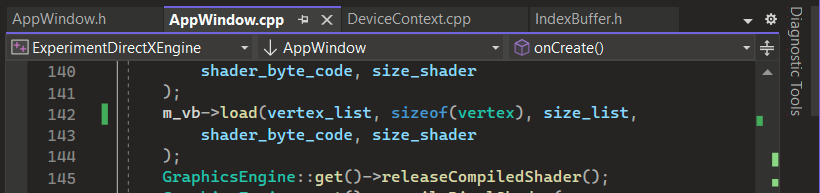 AppWindow.h AppWindow.cpp DeviceContext.cpp IndexBuffer.h
ExperimentDirectXEngine AppWindow onCreate()
140 shader_byte_code, size_shader
141 );
142 m_vb->load(vertex_list, sizeof(vertex), size_list,
143 shader_byte_code, size_shader
144 );
145 GraphicsEngine::get()->releaseCompiledShader();
Diagnostic Tools